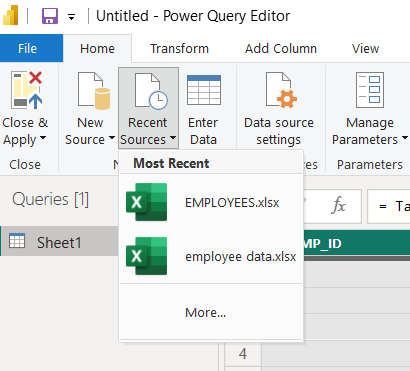 Untitled - Power Query Editor
File Home Transform Add Column
Close & Apply
New Source
Recent Sources
Enter Data
Data source settings
Manage Parameters
Close
Parameters
Most Recent
EMPLOYEES.xlsx
employee data.xlsx
More...
Queries [1]
Sheet1
fx
= Ta
MP_ID
4